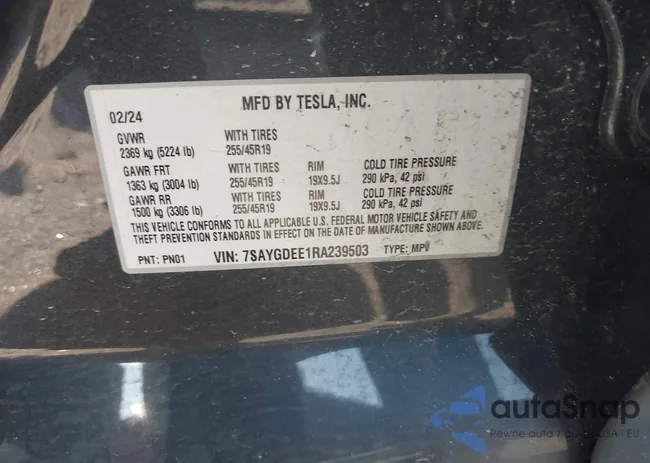 MFD BY TESLA, INC.
02/24
GVWR WITH TIRES
2369 kg (5224 lb) 255/45R19
GAWR FRT WITH TIRES RIM COLD TIRE PRESSURE
1363 kg (3004 lb) 255/45R19 19X9.5J 290 kPa, 42 psi
GAWR RR WITH TIRES RIM COLD TIRE PRESSURE
1500 kg (3306 lb) 255/45R19 19X9.5J 290 kPa, 42 psi
THIS VEHICLE CONFORMS TO ALL APPLICABLE U.S. FEDERAL MOTOR VEHICLE SAFETY AND
THEFT PREVENTION STANDARDS IN EFFECT ON THE DATE OF MANUFACTURE SHOWN ABOVE.
PNT: PN01 VIN: 7SAYGDEE1RA239503 TYPE: MPV
autoSnap
Pewne auta z USA i EU